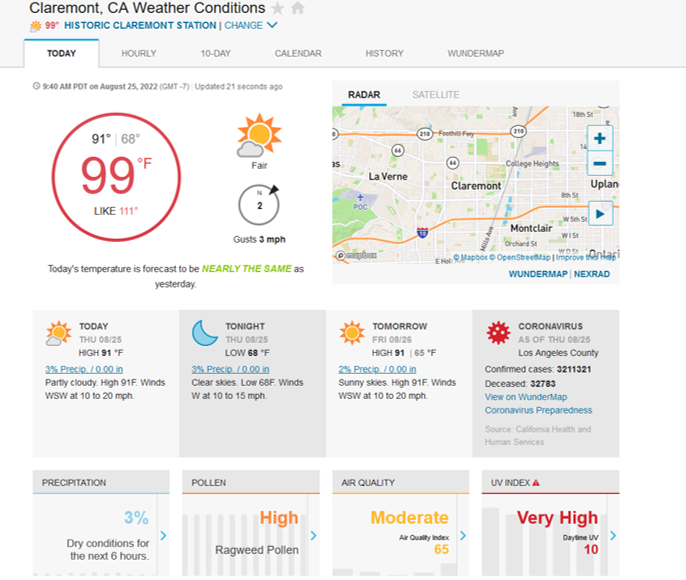 Claremont, CA Weather Conditions
99° HISTORIC CLAREMONT STATION | CHANGE
TODAY HOURLY 10-DAY CALENDAR HISTORY WUNDERMAP
9:40 AM PDT on August 25, 2022 (GMT -7) | Updated 21 seconds ago
91° | 68°
99 °F
LIKE 111°
Fair
N
2
Gusts 3 mph
Today's temperature is forecast to be NEARLY THE SAME as
yesterday.
RADAR SATELLITE
18th St
210 Foothill Fwy 210
66
66
College Heights
La Verne
Claremont
Uplan
8th St
POC
W 5th St
Montclair
W I St
Mills Ave
Orchard St
10
Ontari
mapbox
E Hol
© Mapbox © OpenStreetMap | Improve this map
WUNDERMAP | NEXRAD
TODAY
THU 08/25
HIGH 91 °F
3% Precip. / 0.00 in
Partly cloudy. High 91F. Winds
WSW at 10 to 20 mph.
TONIGHT
THU 08/25
LOW 68 °F
3% Precip. / 0.00 in
Clear skies. Low 68F. Winds
W at 10 to 15 mph.
TOMORROW
FRI 08/26
HIGH 91 | 65 °F
2% Precip. / 0.00 in
Sunny skies. High 91F. Winds
WSW at 10 to 20 mph.
CORONAVIRUS
AS OF THU 08/25
Los Angeles County
Confirmed cases: 3211321
Deceased: 32783
View on WunderMap
Coronavirus Preparedness
Source: California Health and
Human Services
PRECIPITATION
3%
Dry conditions for
the next 6 hours.
POLLEN
High
Ragweed Pollen
AIR QUALITY
Moderate
Air Quality Index
65
UV INDEX
Very High
Daytime UV
10